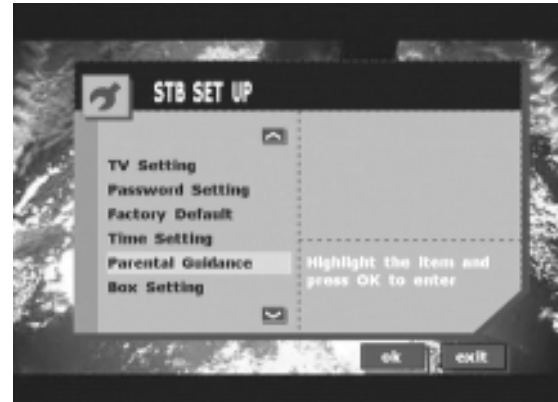 STB SET UP
TV Setting
Password Setting
Factory Default
Time Setting
Parental Guidance
Box Setting
Highlight the item and
press OK to enter
ok
exit